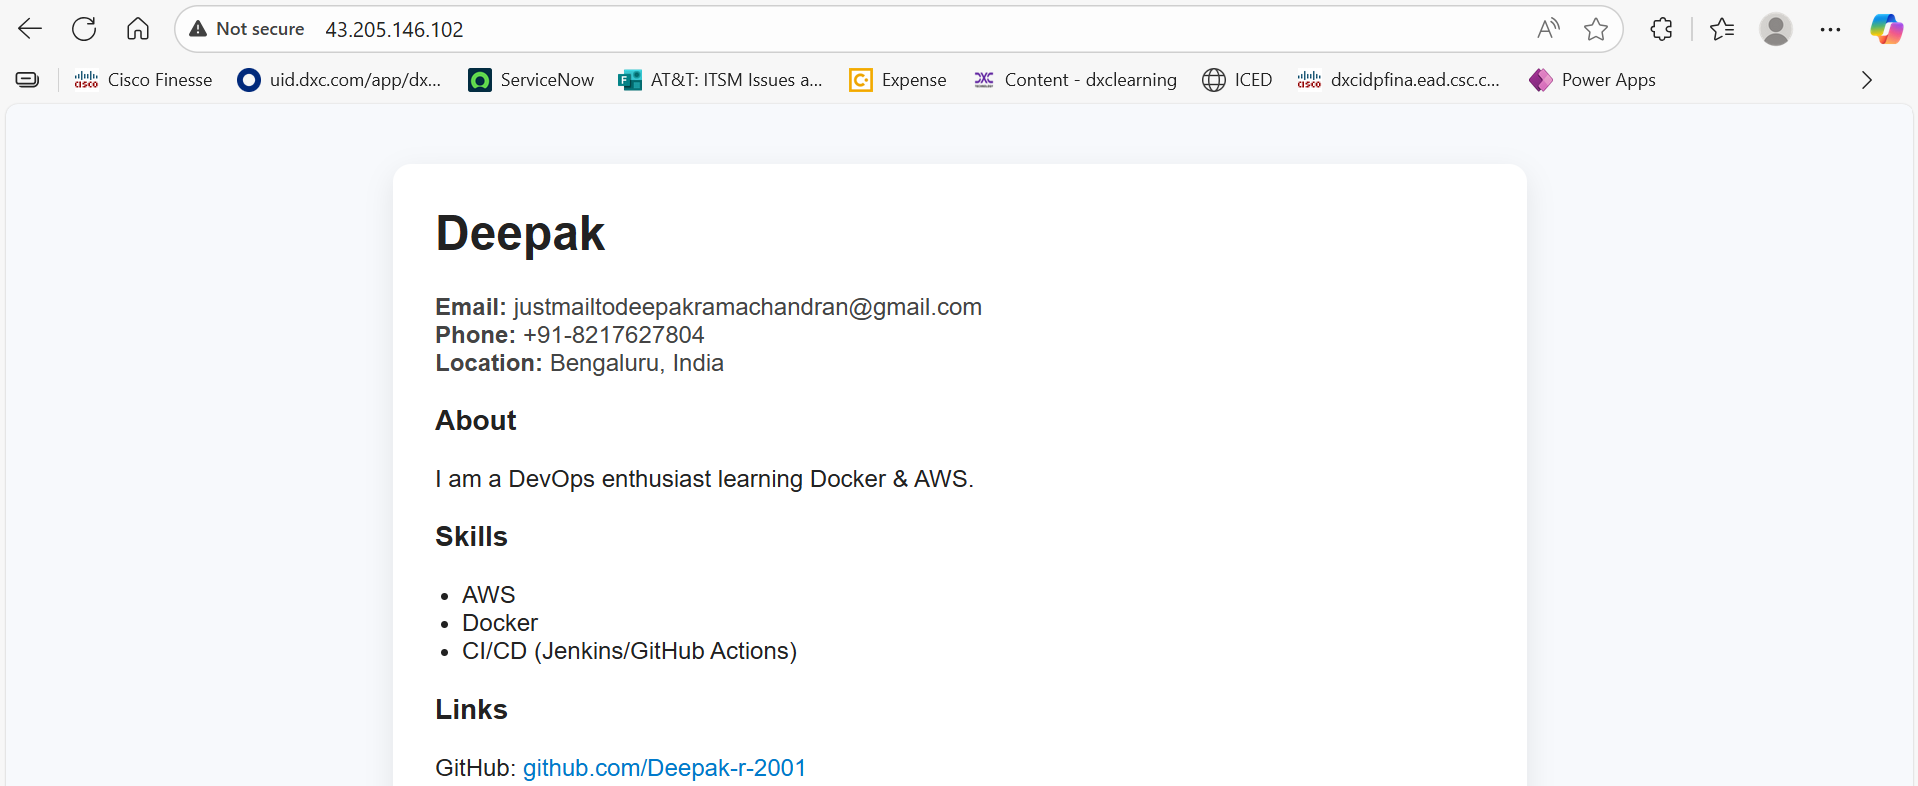 Not secure 43.205.146.102
Cisco Finesse uid.dxc.com/app/dx... ServiceNow AT&T: ITSM Issues a... Expense Content - dxclearning ICED dxcidpfina.ead.csc.c... Power Apps
Deepak
Email: justmailtodeepakramachandran@gmail.com
Phone: +91-8217627804
Location: Bengaluru, India
About
I am a DevOps enthusiast learning Docker & AWS.
Skills
• AWS
• Docker
• CI/CD (Jenkins/GitHub Actions)
Links
GitHub: github.com/Deepak-r-2001